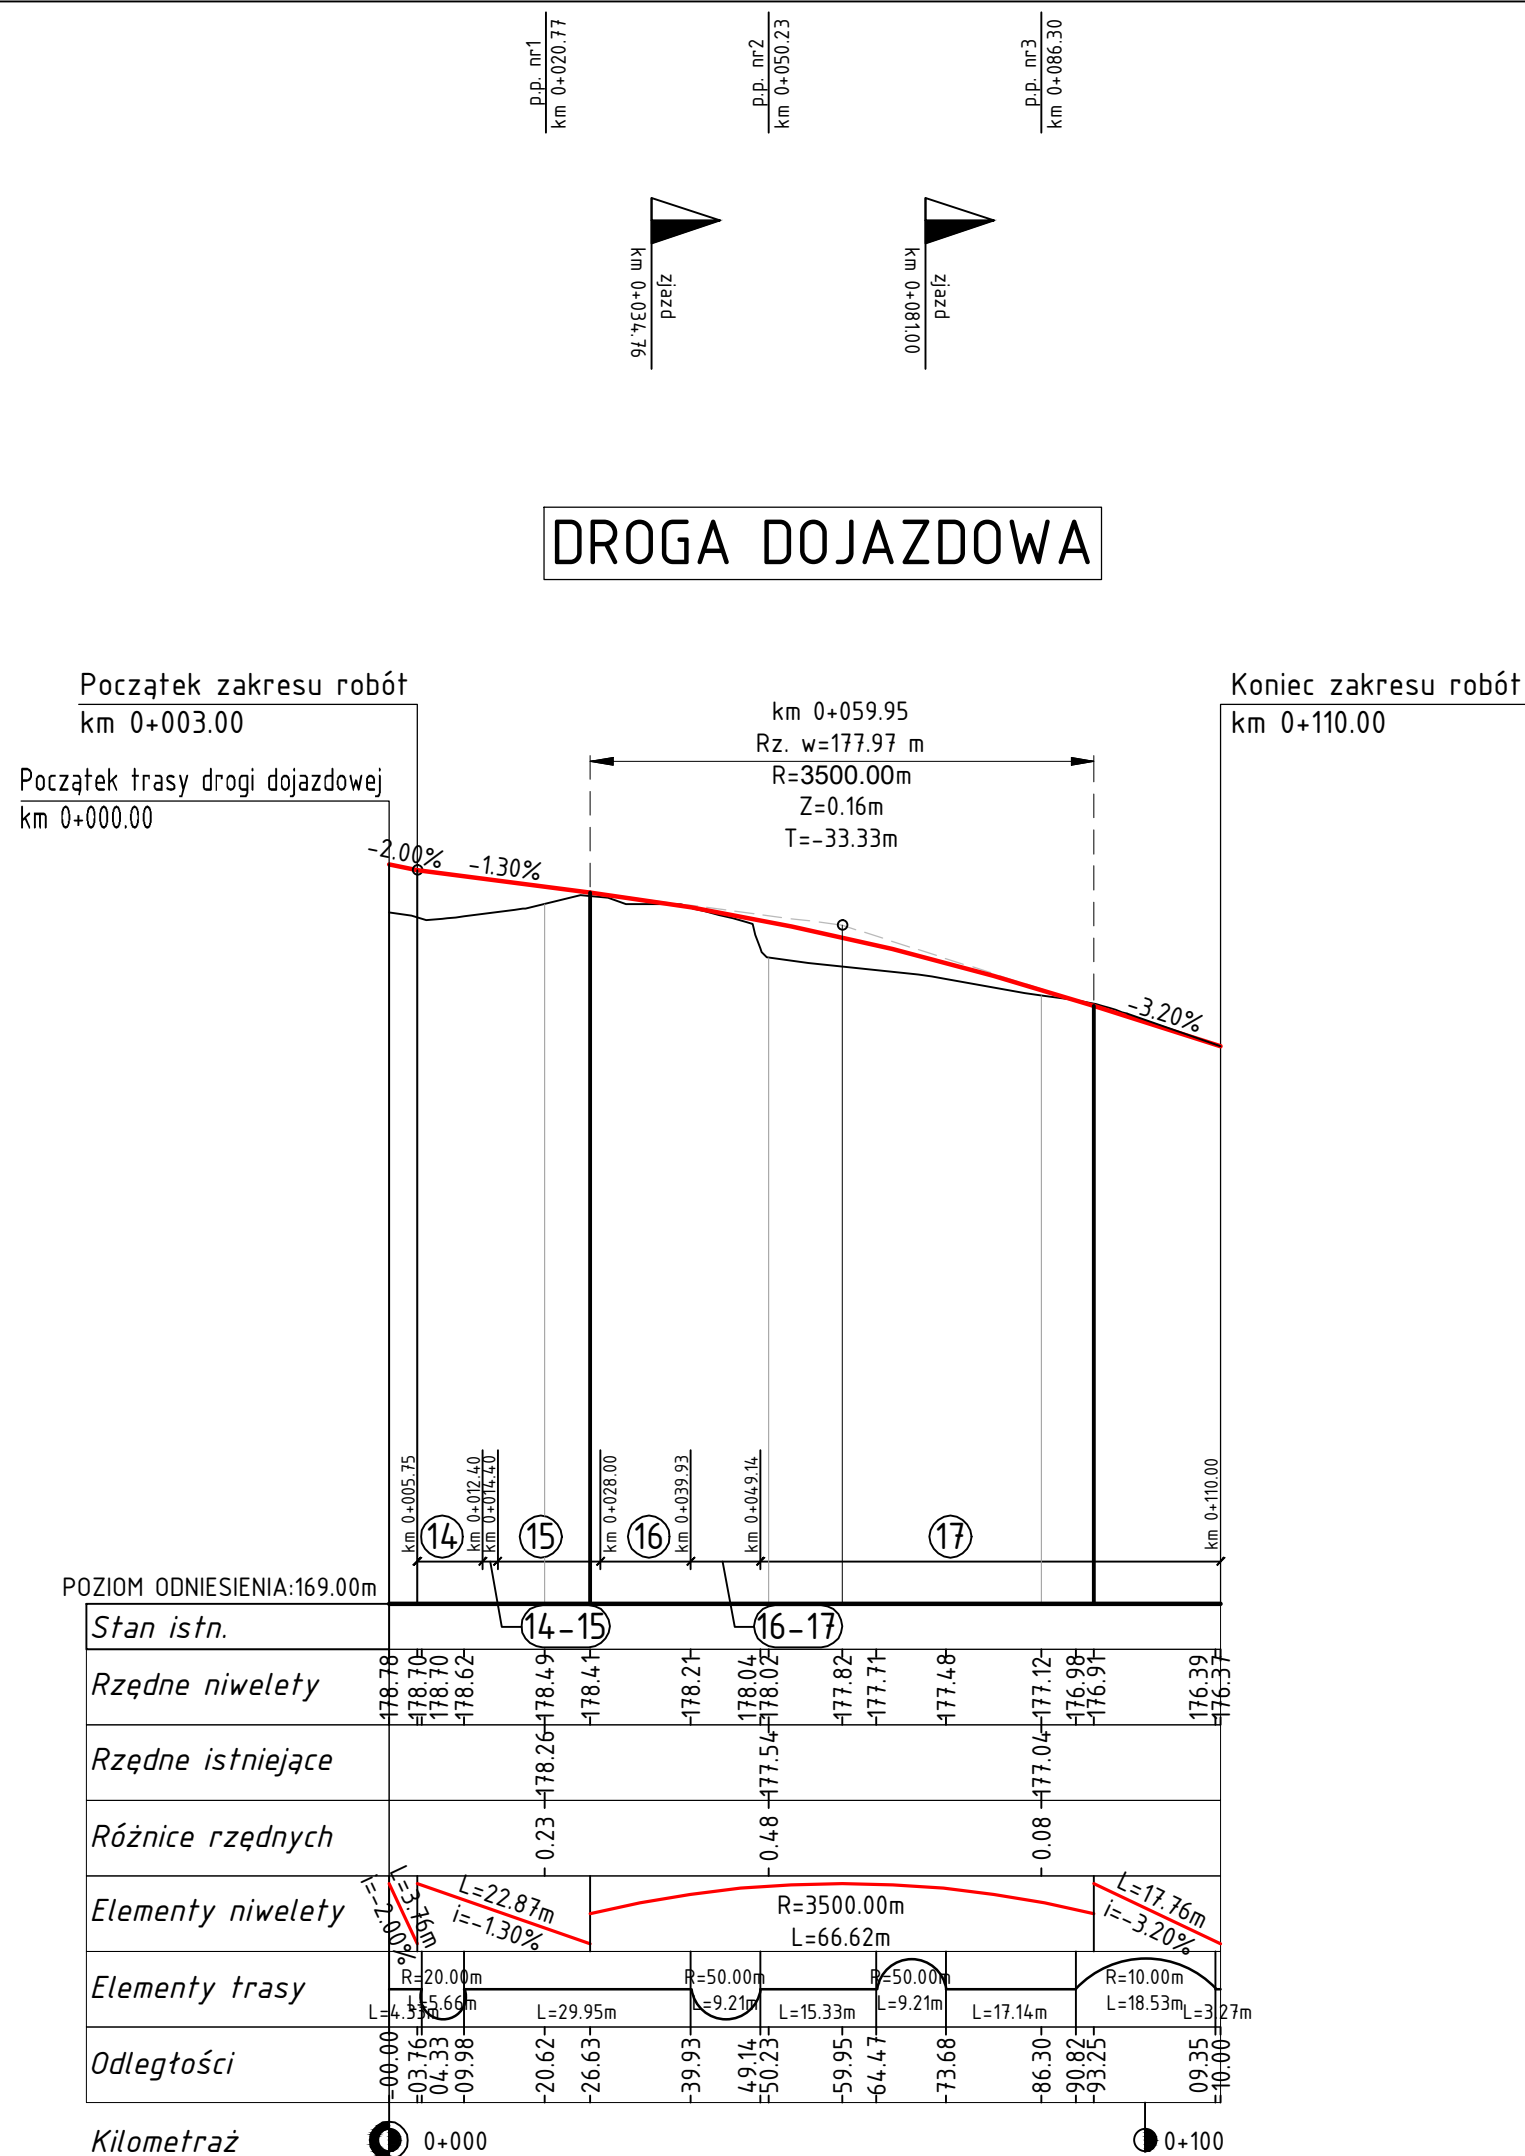 p.p. nr1
km 0+020.77
p.p. nr2
km 0+050.23
p.p. nr3
km 0+086.30
zjazd
km 0+034.76
zjazd
km 0+081.00
DROGA DOJAZDOWA
Początek zakresu robót
km 0+003.00
Koniec zakresu robót
km 0+110.00
Początek trasy drogi dojazdowej
km 0+000.00
km 0+059.95
Rz. w=177.97 m
R=3500.00m
Z=0.16m
T=-33.33m
-2.00%
-1.30%
-3.20%
km 0+005.75
km 0+012.40
km 0+014.40
km 0+028.00
km 0+039.93
km 0+049.14
km 0+110.00
14
15
16
17
POZIOM ODNIESIENIA:169.00m
14-15
16-17
Stan istn.
Rzędne niwelety
178.78
178.70
178.70
178.62
178.49
178.41
178.21
178.04
178.02
177.82
177.71
177.48
177.12
176.98
176.91
176.39
176.37
Rzędne istniejące
178.26
177.54
177.04
Różnice rzędnych
0.23
0.48
0.08
Elementy niwelety
L=3.76m
i=-2.00%
L=22.87m
i=-1.30%
R=3500.00m
L=66.62m
L=17.76m
i=-3.20%
Elementy trasy
L=4.33m
R=20.00m
L=5.66m
L=29.95m
R=50.00m
L=9.21m
L=15.33m
R=50.00m
L=9.21m
L=17.14m
R=10.00m
L=18.53m
L=3.27m
Odległości
00.00
03.76
04.33
09.98
20.62
26.63
39.93
49.14
50.23
59.95
64.47
73.68
86.30
90.82
93.25
09.35
10.00
Kilometraż
0+000
0+100